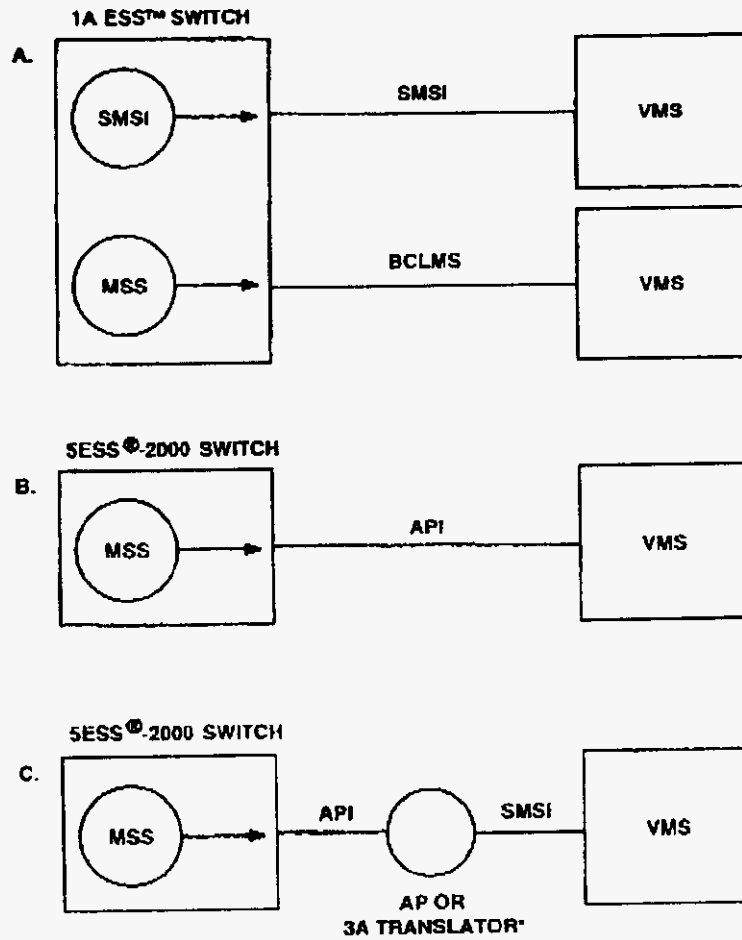 1A ESS™ SWITCH
A.
SMSI
SMSI
VMS
MSS
BCLMS
VMS
5ESS®-2000 SWITCH
B.
MSS
API
VMS
5ESS®-2000 SWITCH
C.
MSS
API
SMSI
VMS
AP OR
3A TRANSLATOR*